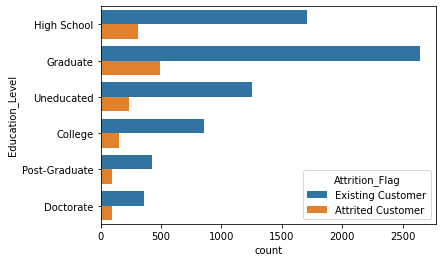 Education_Level
High School
Graduate
Uneducated
College
Post-Graduate
Doctorate
0 500 1000 1500 2000 2500
count
Attrition_Flag
Existing Customer
Attrited Customer